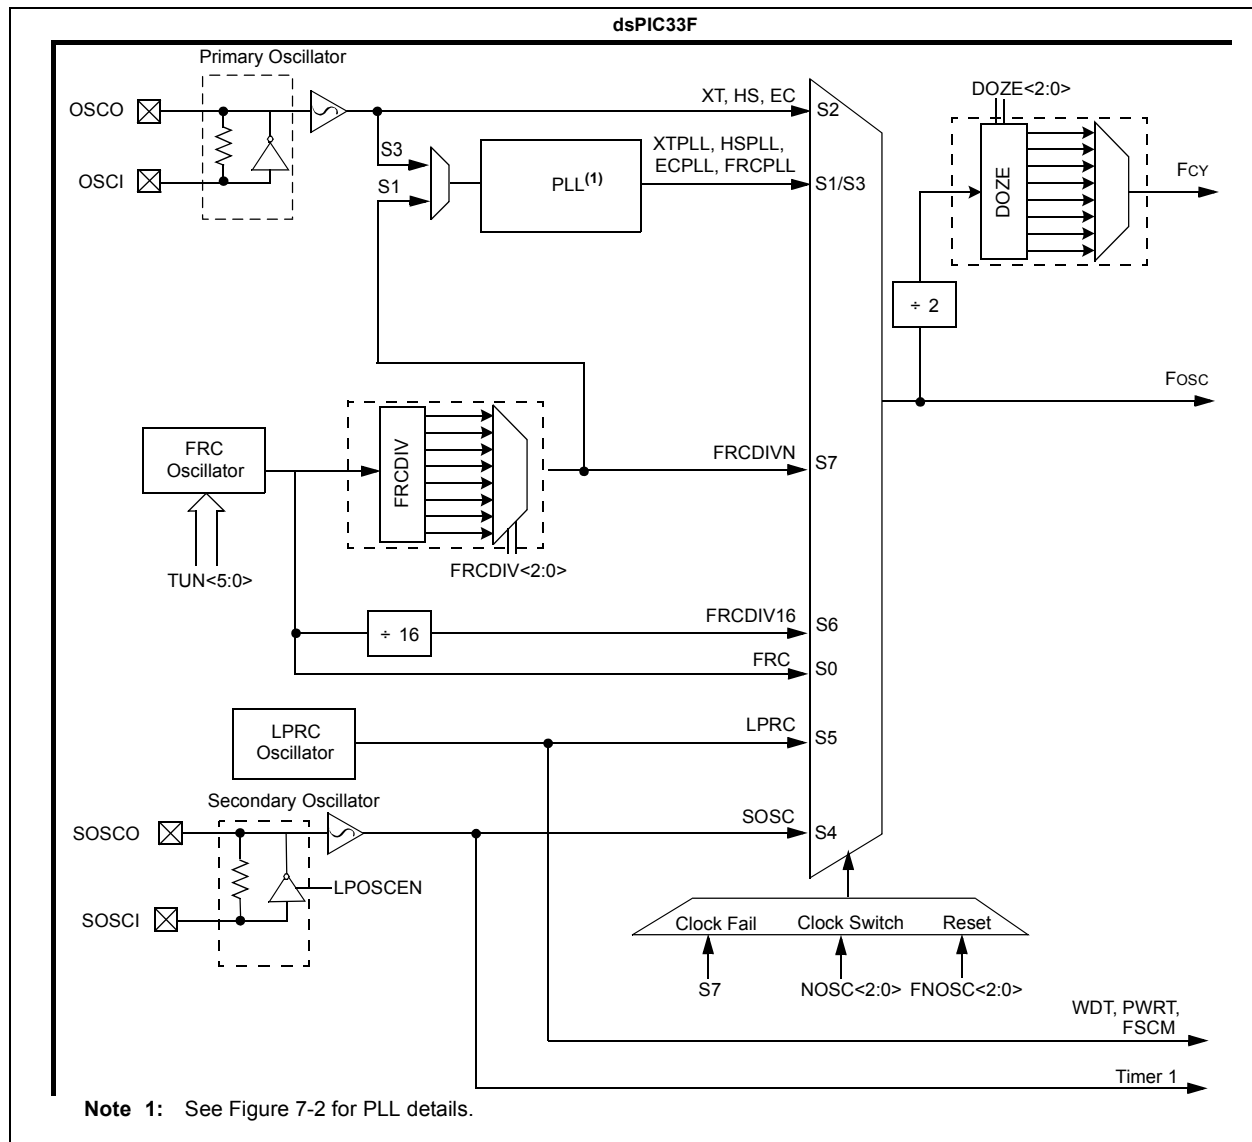 dsPIC33F
Primary Oscillator
DOZE<2:0>
OSCO
XT, HS, EC
S2
S3
XTPLL, HSPLL,
ECPLL, FRCPLL
OSCI
S1
PLL(1)
S1/S3
DOZE
FCY
÷ 2
FOSC
FRC
Oscillator
FRCDIV
FRCDIVN
S7
TUN<5:0>
FRCDIV<2:0>
÷ 16
FRCDIV16
S6
FRC
S0
LPRC
Oscillator
LPRC
S5
Secondary Oscillator
SOSCO
SOSC
S4
LPOSCEN
SOSCI
Clock Fail
Clock Switch
Reset
S7
NOSC<2:0>
FNOSC<2:0>
WDT, PWRT,
FSCM
Timer 1
Note 1: See Figure 7-2 for PLL details.